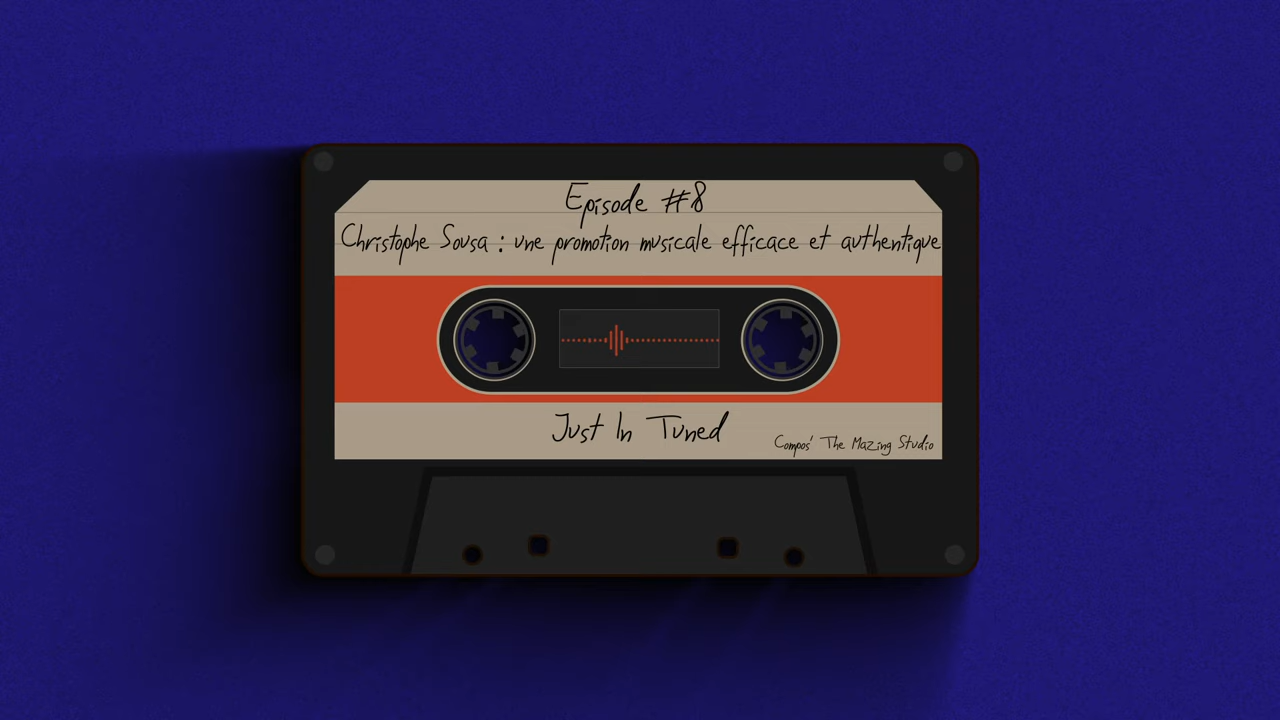 Episode #8
Christophe Sousa : une promotion musicale efficace et authentique
Just In Tuned
Compos' The Mazing Studio